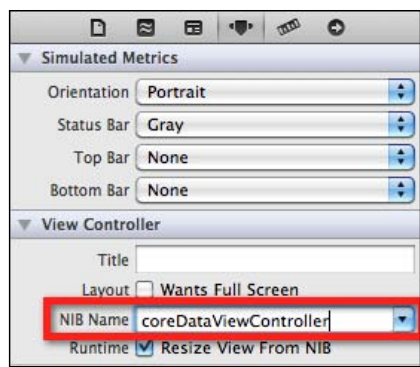 Simulated Metrics
Orientation Portrait
Status Bar Gray
Top Bar None
Bottom Bar None
View Controller
Title
Layout Wants Full Screen
NIB Name coreDataViewController
Runtime Resize View From NIB